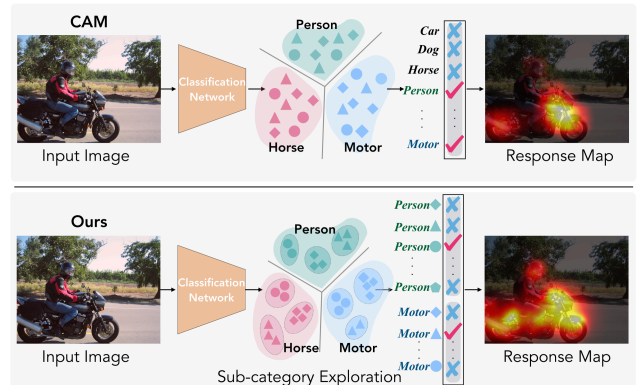 CAM
Person
Classification
Network
Horse
Motor
Car
Dog
Horse
Person
Motor
Input Image
Response Map
Ours
Person
Classification
Network
Horse
Motor
Person
Person
Person
Person
Motor
Motor
Motor
Input Image
Sub-category Exploration
Response Map